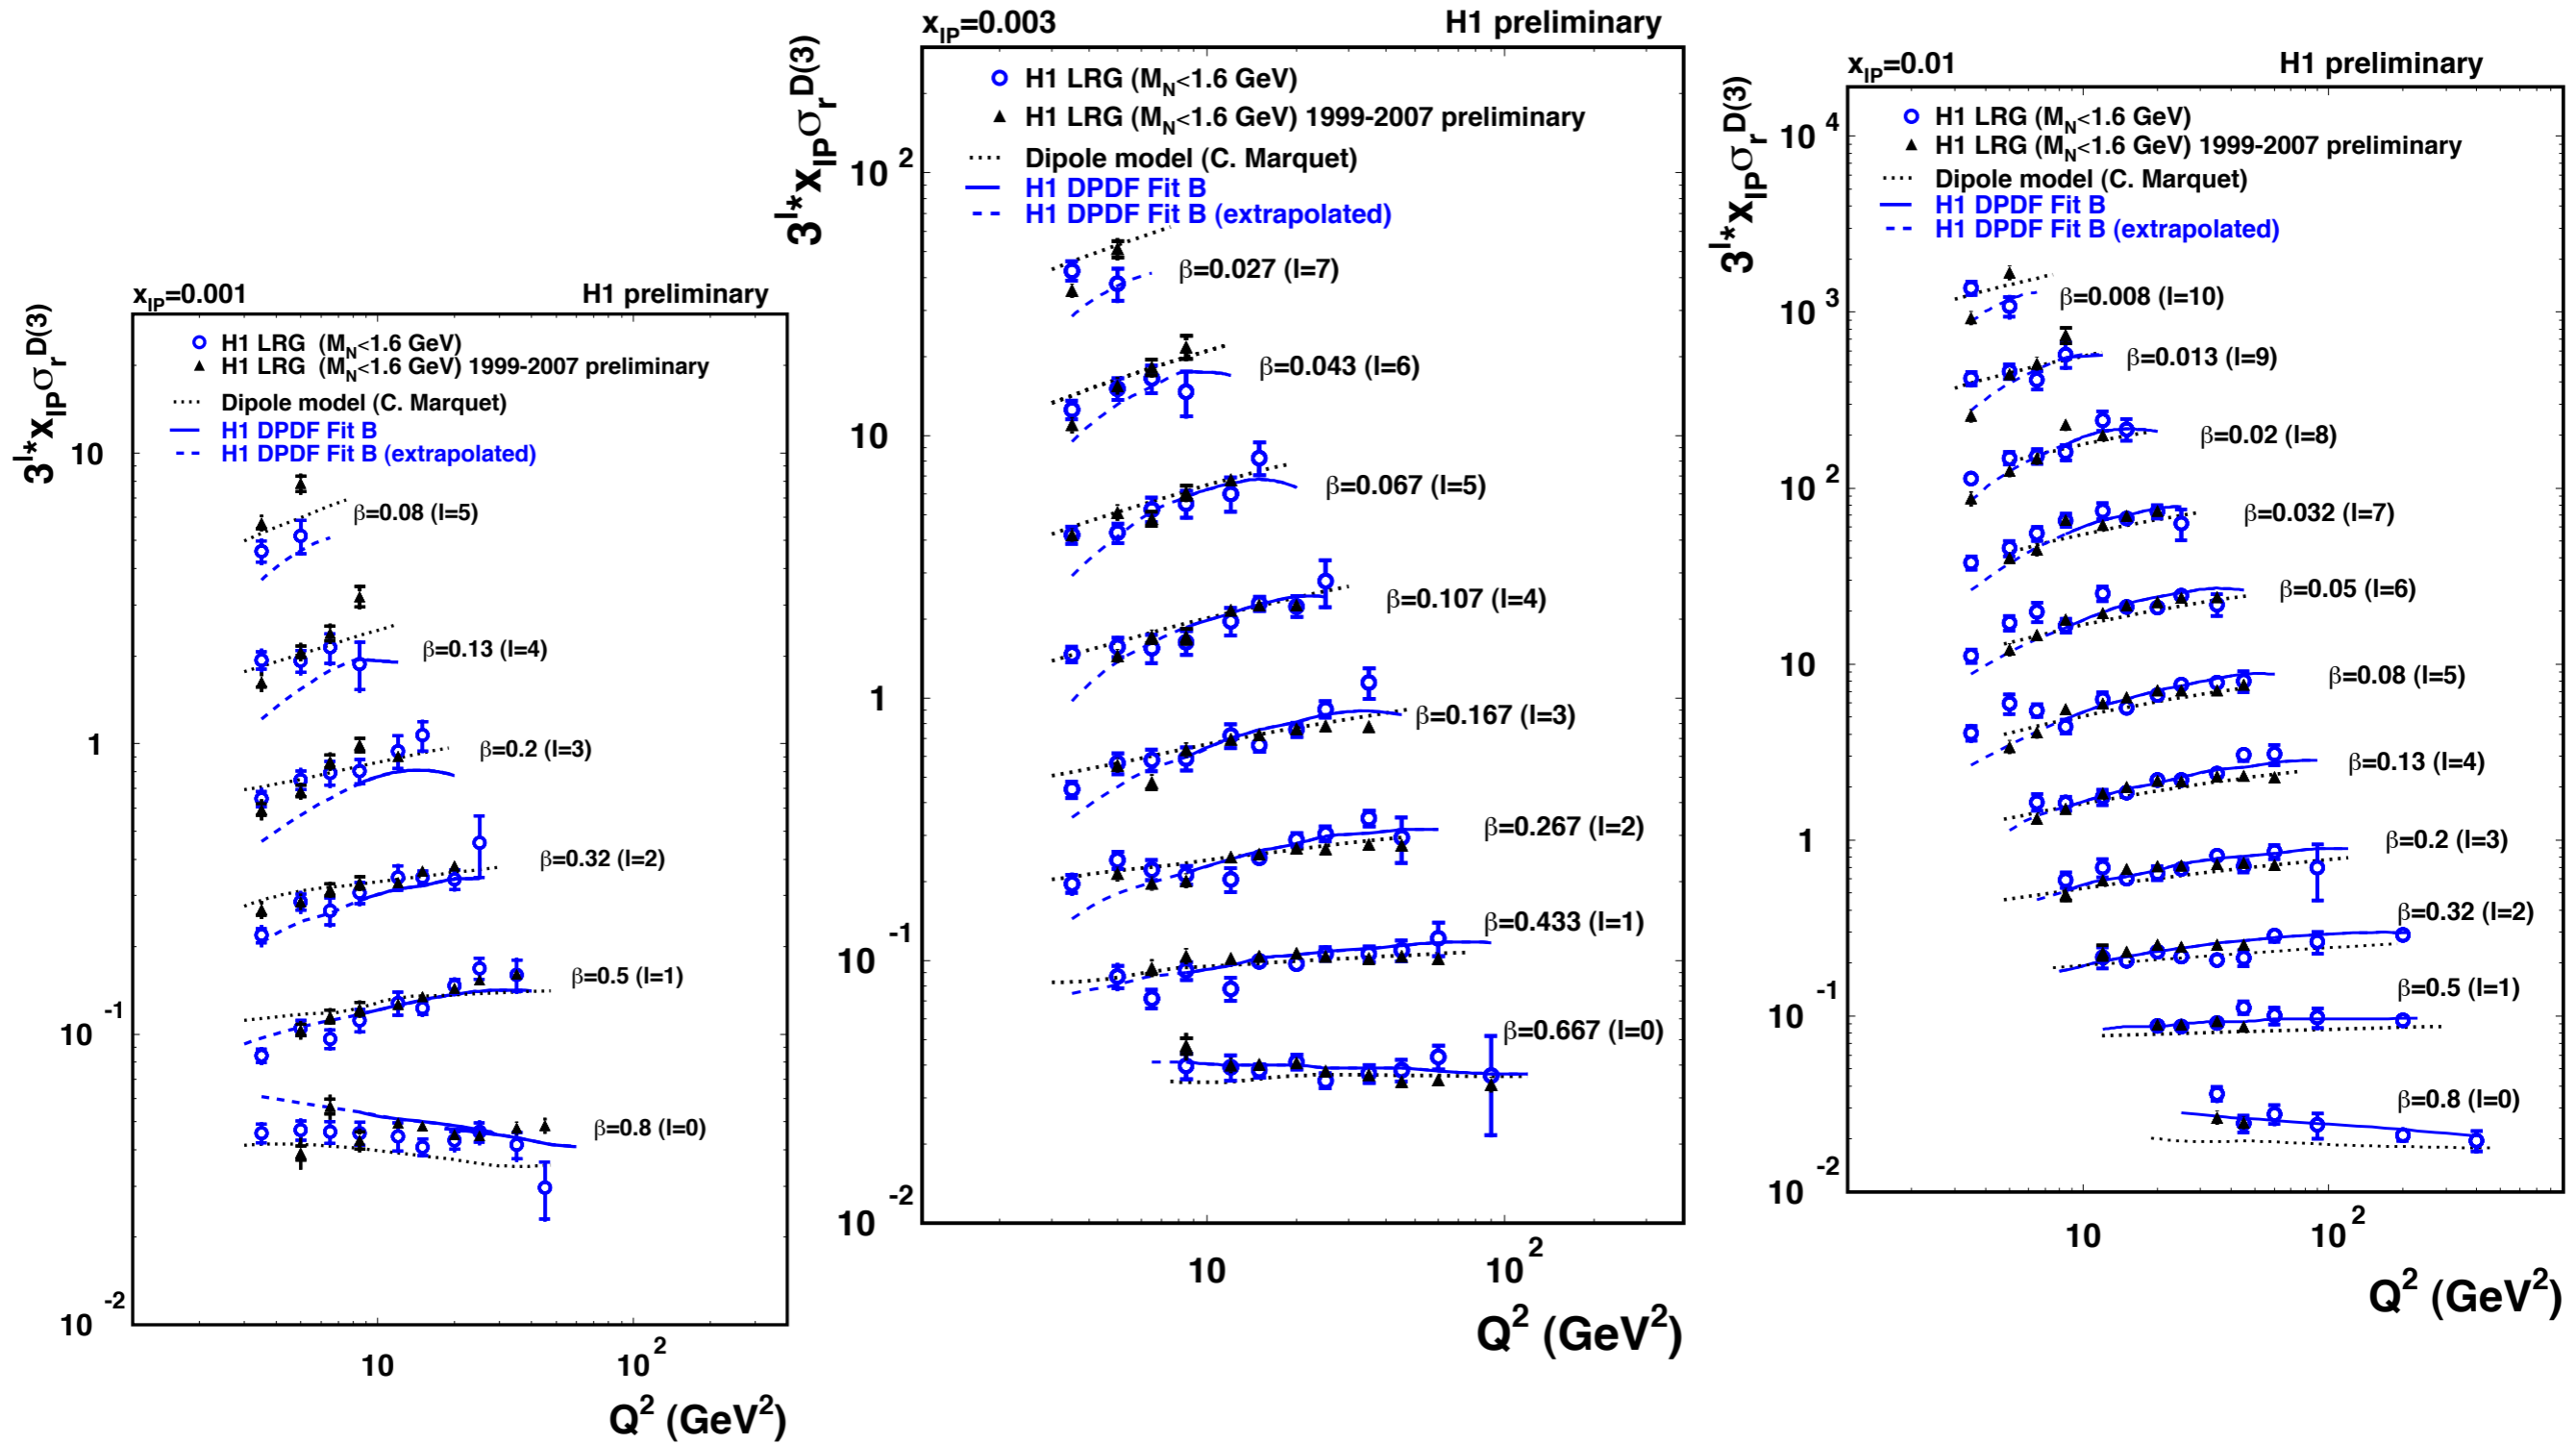 x_IP=0.001 H1 preliminary
3^l*x_IPσ_r^D(3)
H1 LRG (M_N<1.6 GeV)
H1 LRG (M_N<1.6 GeV) 1999-2007 preliminary
Dipole model (C. Marquet)
H1 DPDF Fit B
H1 DPDF Fit B (extrapolated)
10
β=0.08 (l=5)
β=0.13 (l=4)
1
β=0.2 (l=3)
β=0.32 (l=2)
β=0.5 (l=1)
10^-1
β=0.8 (l=0)
10^-2
10 10^2
Q^2 (GeV^2)
x_IP=0.003 H1 preliminary
3^l*x_IPσ_r^D(3)
H1 LRG (M_N<1.6 GeV)
H1 LRG (M_N<1.6 GeV) 1999-2007 preliminary
10^2
Dipole model (C. Marquet)
H1 DPDF Fit B
H1 DPDF Fit B (extrapolated)
β=0.027 (l=7)
β=0.043 (l=6)
10
β=0.067 (l=5)
β=0.107 (l=4)
1
β=0.167 (l=3)
β=0.267 (l=2)
β=0.433 (l=1)
10^-1
β=0.667 (l=0)
10^-2
10 10^2
Q^2 (GeV^2)
x_IP=0.01 H1 preliminary
3^l*x_IPσ_r^D(3)
H1 LRG (M_N<1.6 GeV)
10^4
H1 LRG (M_N<1.6 GeV) 1999-2007 preliminary
Dipole model (C. Marquet)
H1 DPDF Fit B
H1 DPDF Fit B (extrapolated)
β=0.008 (l=10)
10^3
β=0.013 (l=9)
β=0.02 (l=8)
10^2
β=0.032 (l=7)
β=0.05 (l=6)
10
β=0.08 (l=5)
β=0.13 (l=4)
1
β=0.2 (l=3)
β=0.32 (l=2)
β=0.5 (l=1)
10^-1
β=0.8 (l=0)
10^-2
10 10^2
Q^2 (GeV^2)